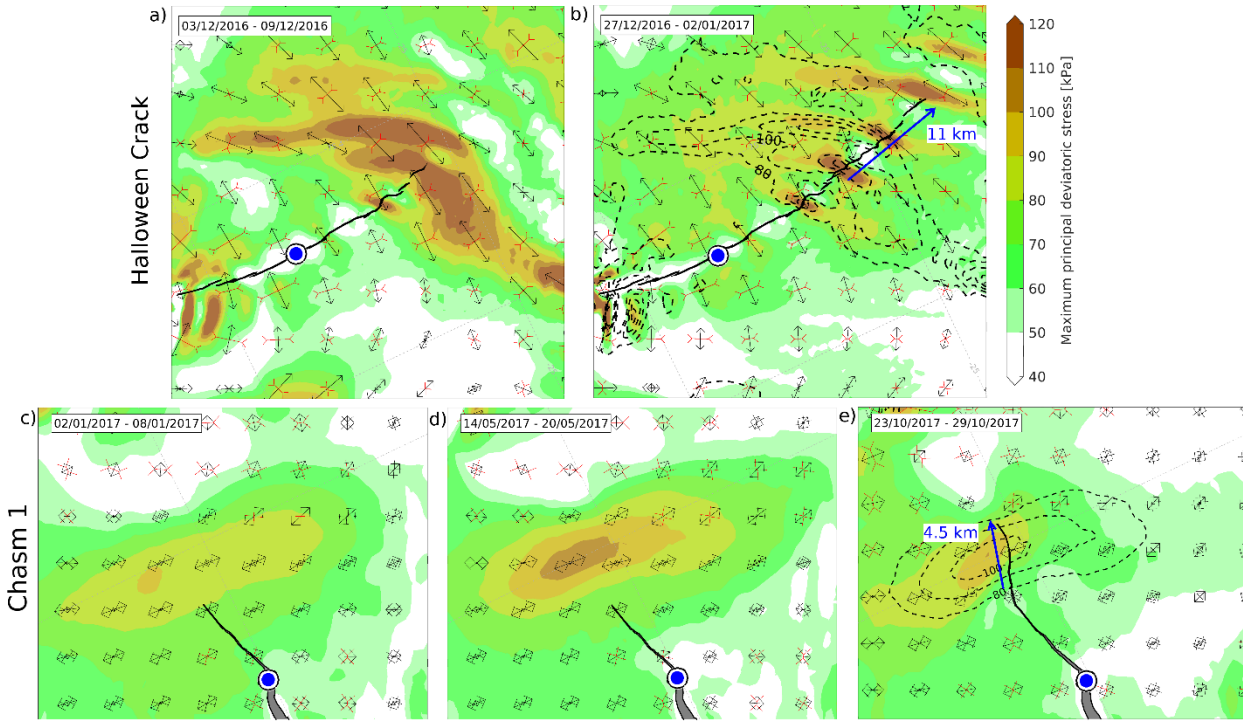 a)
03/12/2016 - 09/12/2016
b)
27/12/2016 - 02/01/2017
11 km
100
80
120
110
100
90
80
70
60
50
40
Maximum principal deviatoric stress [kPa]
Halloween Crack
c)
02/01/2017 - 08/01/2017
d)
14/05/2017 - 20/05/2017
e)
23/10/2017 - 29/10/2017
4.5 km
100
80
Chasm 1